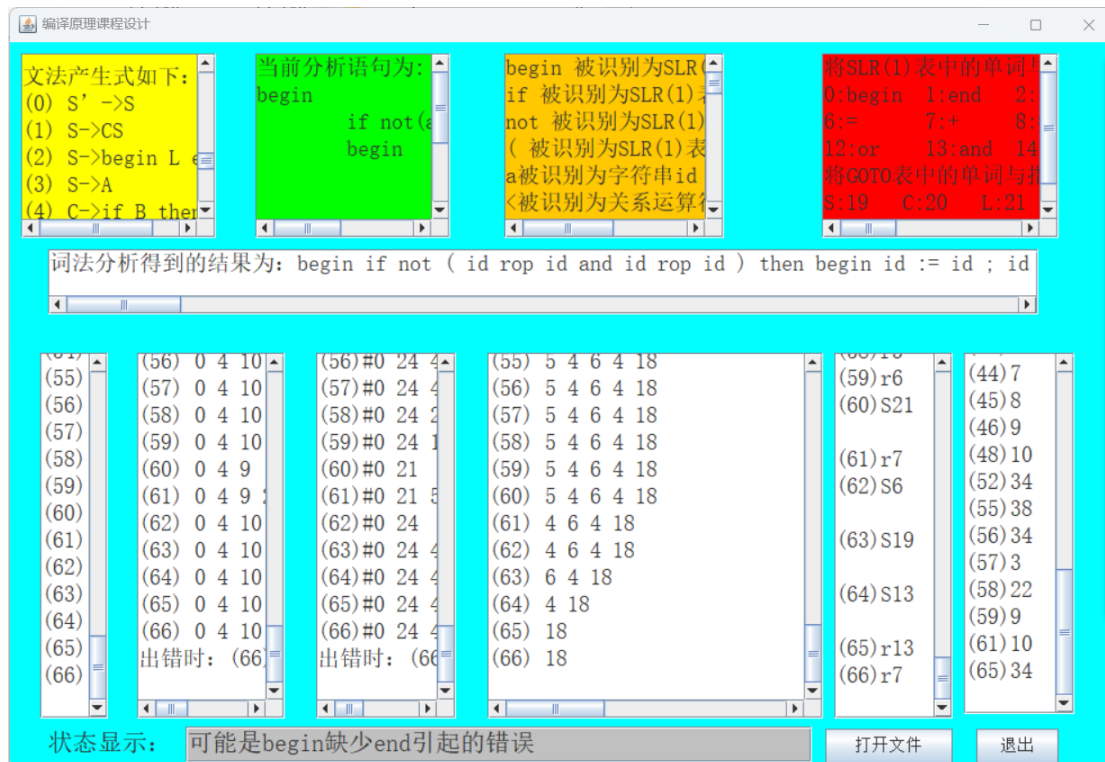 编译原理课程设计
文法产生式如下:
(0) S’ ->S
(1) S->CS
(2) S->begin L e
(3) S->A
(4) C->if B then
当前分析语句为:
begin
if not(a
begin
begin 被识别为SLR(
if 被识别为SLR(1)
not 被识别为SLR(1)
( 被识别为SLR(1)表
a被识别为字符串id
<被识别为关系运算符
将SLR(1)表中的单词与
0:begin 1:end 2:
6::= 7:+ 8:
12:or 13:and 14
将GOTO表中的单词与指
S:19 C:20 L:21
词法分析得到的结果为: begin if not ( id rop id and id rop id ) then begin id := id ; id
(55)
(56)
(57)
(58)
(59)
(60)
(61)
(62)
(63)
(64)
(65)
(66)
(56) 0 4 10
(57) 0 4 10
(58) 0 4 10
(59) 0 4 10
(60) 0 4 9
(61) 0 4 9
(62) 0 4 10
(63) 0 4 10
(64) 0 4 10
(65) 0 4 10
(66) 0 4 10
出错时: (66)
(56)#0 24 4
(57)#0 24 4
(58)#0 24 2
(59)#0 24 1
(60)#0 21
(61)#0 21 5
(62)#0 24
(63)#0 24 4
(64)#0 24 4
(65)#0 24 4
(66)#0 24 4
出错时: (66
(55) 5 4 6 4 18
(56) 5 4 6 4 18
(57) 5 4 6 4 18
(58) 5 4 6 4 18
(59) 5 4 6 4 18
(60) 5 4 6 4 18
(61) 4 6 4 18
(62) 4 6 4 18
(63) 6 4 18
(64) 4 18
(65) 18
(66) 18
(59)r6
(60)S21
(61)r7
(62)S6
(63)S19
(64)S13
(65)r13
(66)r7
(44)7
(45)8
(46)9
(48)10
(52)34
(55)38
(56)34
(57)3
(58)22
(59)9
(61)10
(65)34
状态显示:
可能是begin缺少end引起的错误
打开文件
退出